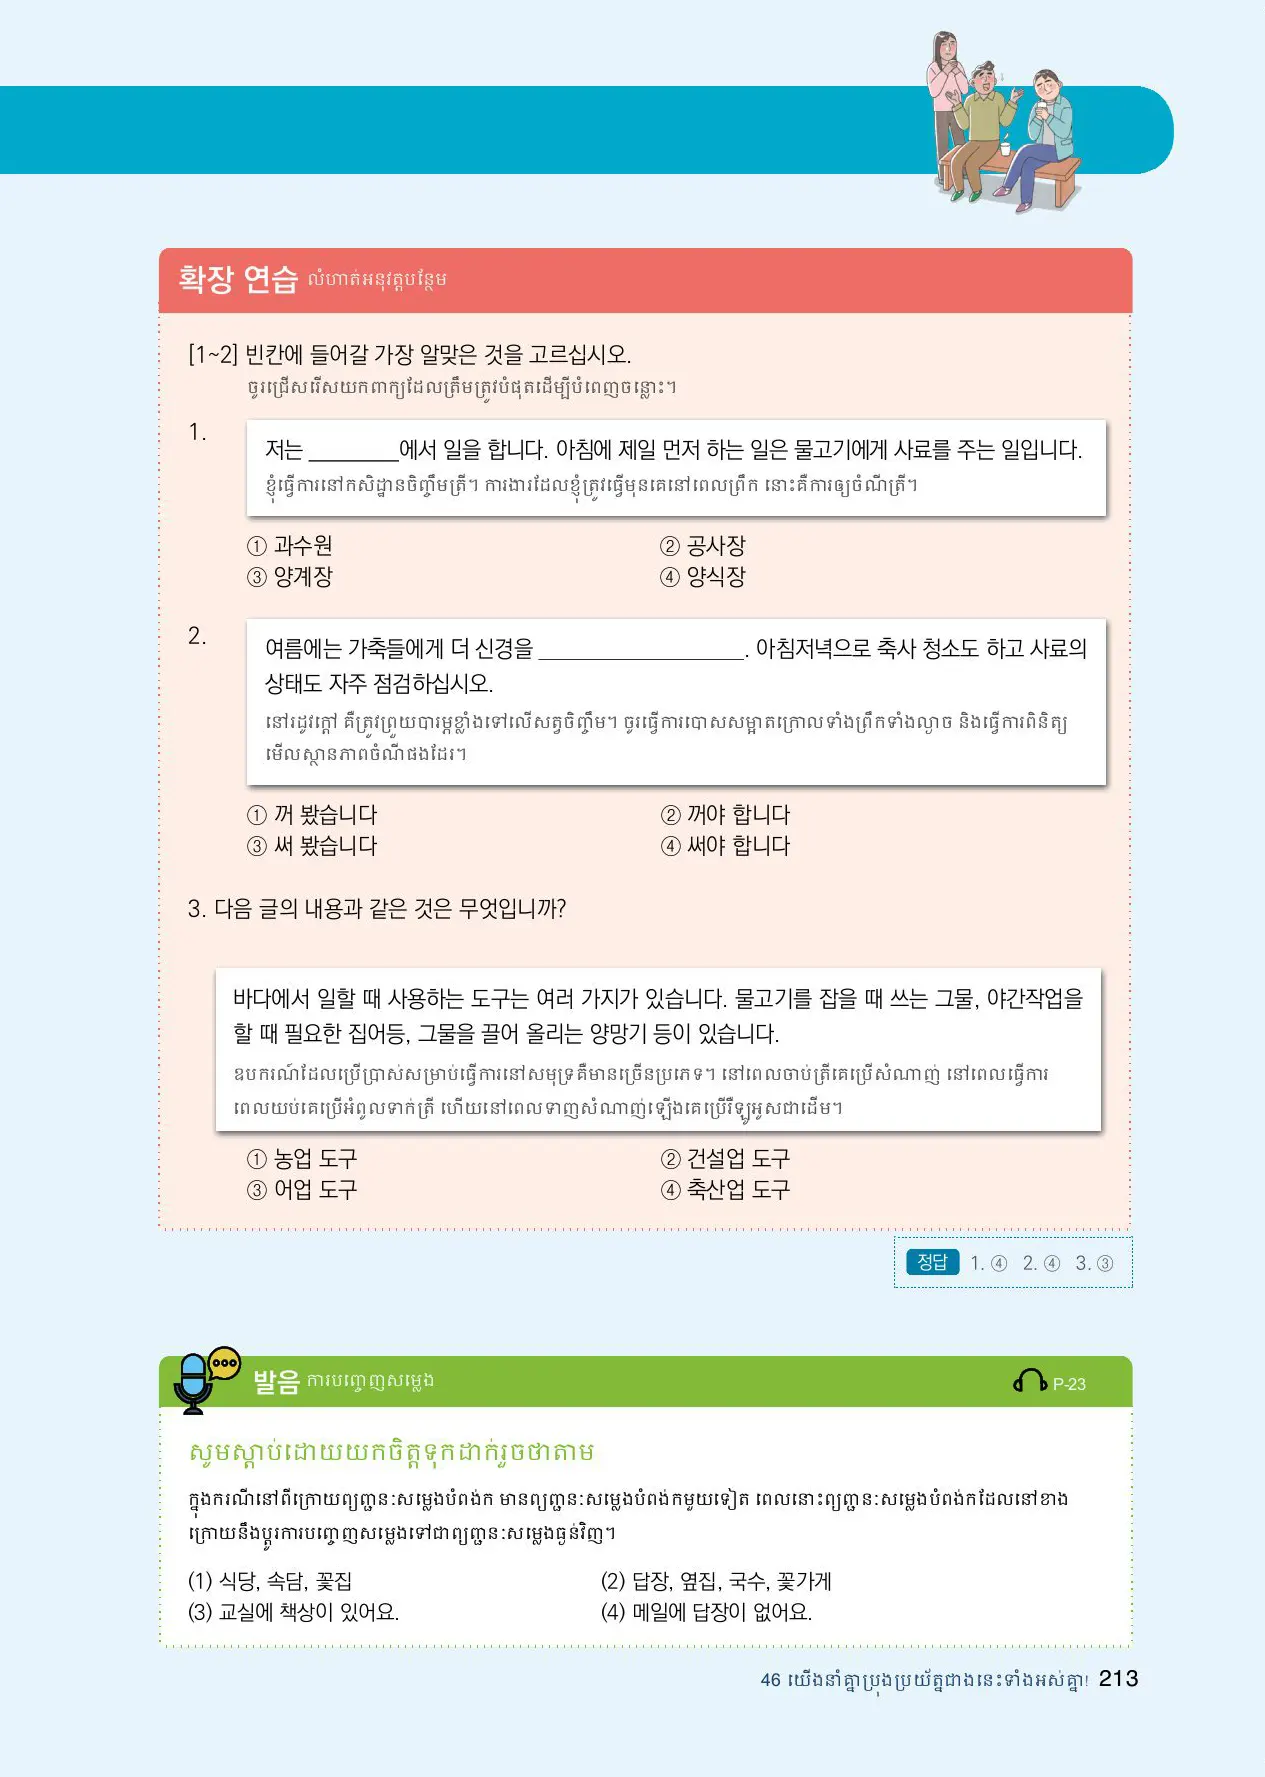 확장 연습 លំហាត់អនុវត្តបន្ថែម
[1~2] 빈칸에 들어갈 가장 알맞은 것을 고르십시오.
ចូរជ្រើសរើសយកពាក្យដែលត្រឹមត្រូវបំផុតដើម្បីបំពេញចន្លោះ។
1.
저는 ________에서 일을 합니다. 아침에 제일 먼저 하는 일은 물고기에게 사료를 주는 일입니다.
ខ្ញុំធ្វើការនៅកសិដ្ឋានចិញ្ចឹមត្រី។ ការងារដែលខ្ញុំត្រូវធ្វើមុនគេនៅពេលព្រឹក នោះគឺការឲ្យចំណីត្រី។
① 과수원 ② 공사장
③ 양계장 ④ 양식장
2.
여름에는 가축들에게 더 신경을 __________________. 아침저녁으로 축사 청소도 하고 사료의
상태도 자주 점검하십시오.
នៅរដូវក្តៅ គឺត្រូវព្រួយបារម្ភខ្លាំងទៅលើសត្វចិញ្ចឹម។ ចូរធ្វើការបោសសម្អាតក្រោលទាំងព្រឹកទាំងល្ងាច និងធ្វើការពិនិត្យ
មើលស្ថានភាពចំណីផងដែរ។
① 꺼 봤습니다 ② 꺼야 합니다
③ 써 봤습니다 ④ 써야 합니다
3. 다음 글의 내용과 같은 것은 무엇입니까?
바다에서 일할 때 사용하는 도구는 여러 가지가 있습니다. 물고기를 잡을 때 쓰는 그물, 야간작업을
할 때 필요한 집어등, 그물을 끌어 올리는 양망기 등이 있습니다.
ឧបករណ៍ដែលប្រើប្រាស់សម្រាប់ធ្វើការនៅសមុទ្រគឺមានច្រើនប្រភេទ។ នៅពេលចាប់ត្រីគេប្រើសំណាញ់ នៅពេលធ្វើការ
ពេលយប់គេប្រើអំពូលទាក់ត្រី ហើយនៅពេលទាញសំណាញ់ឡើងគេប្រើរឺឡូអូសជាដើម។
① 농업 도구 ② 건설업 도구
③ 어업 도구 ④ 축산업 도구
정답 1. ④ 2. ④ 3. ③
발음 ការបញ្ចេញសម្លេង P-23
សូមស្តាប់ដោយយកចិត្តទុកដាក់រួចថាតាម
ក្នុងករណីនៅពីក្រោយព្យញ្ជនៈសម្លេងបំពង់ក មានព្យញ្ជនៈសម្លេងបំពង់កមួយទៀត ពេលនោះព្យញ្ជនៈសម្លេងបំពង់កដែលនៅខាង
ក្រោយនឹងប្តូរការបញ្ចេញសម្លេងទៅជាព្យញ្ជនៈសម្លេងធ្ងន់វិញ។
(1) 식당, 속담, 꽃집 (2) 답장, 옆집, 국수, 꽃가게
(3) 교실에 책상이 있어요. (4) 메일에 답장이 없어요.
46 យើងនាំគ្នាប្រុងប្រយ័ត្នជាងនេះទាំងអស់គ្នា! 213